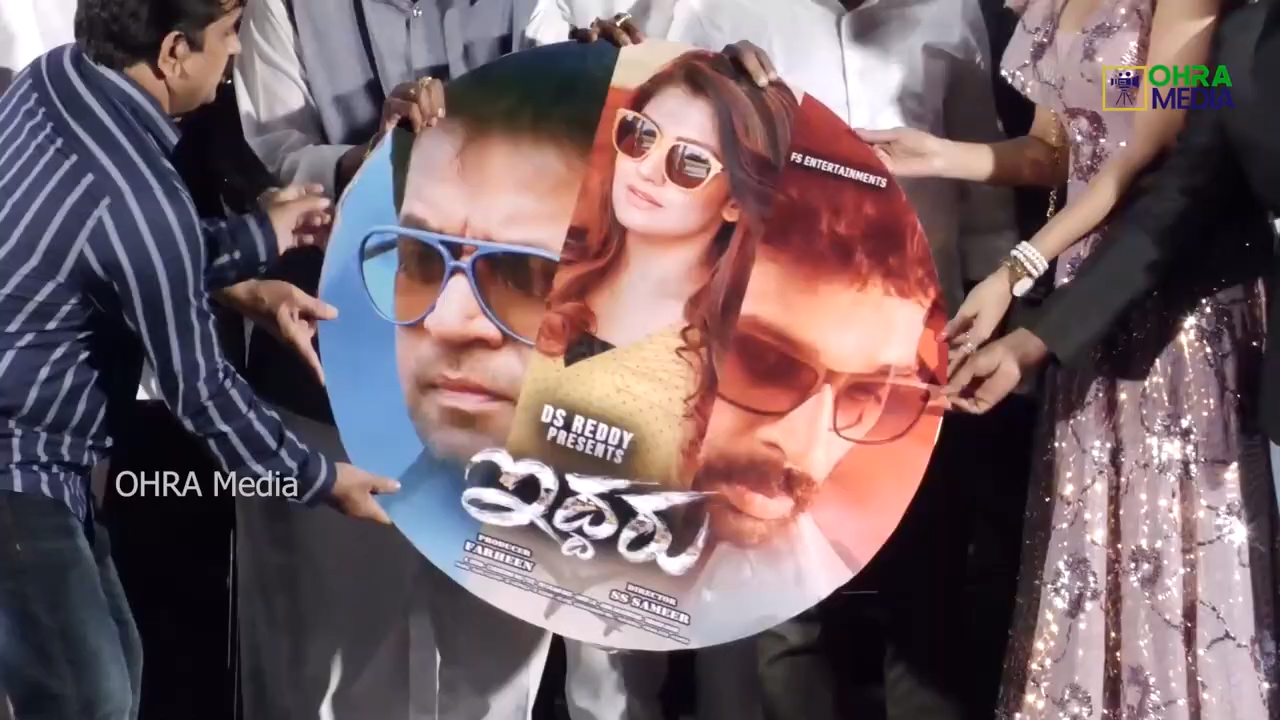 OHRA
MEDIA
FS ENTERTAINMENTS
DS REDDY
PRESENTS
ఇద్దరు
PRODUCER
FARHEEN
DIRECTOR
SS SAMEER
OHRA Media